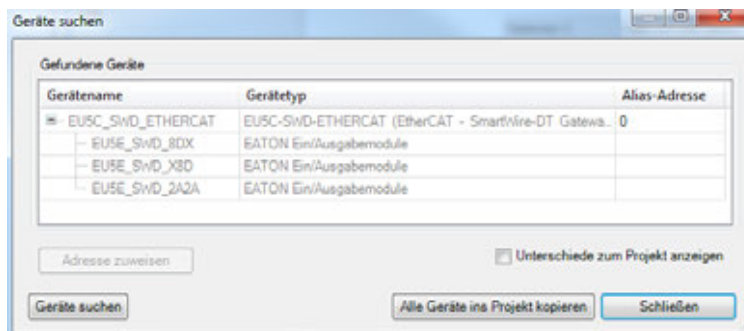 Geräte suchen
Gefundene Geräte
Gerätename Gerätetyp Alias-Adresse
EU5C_SWD_ETHERCAT EU5C-SWD-ETHERCAT (EtherCAT - SmartWire-DT Gatewa... 0
EU5E_SWD_8DX EATON Ein/Ausgabemodule
EU5E_SWD_X8D EATON Ein/Ausgabemodule
EU5E_SWD_2A2A EATON Ein/Ausgabemodule
Adresse zuweisen Unterschiede zum Projekt anzeigen
Geräte suchen Alle Geräte ins Projekt kopieren Schließen